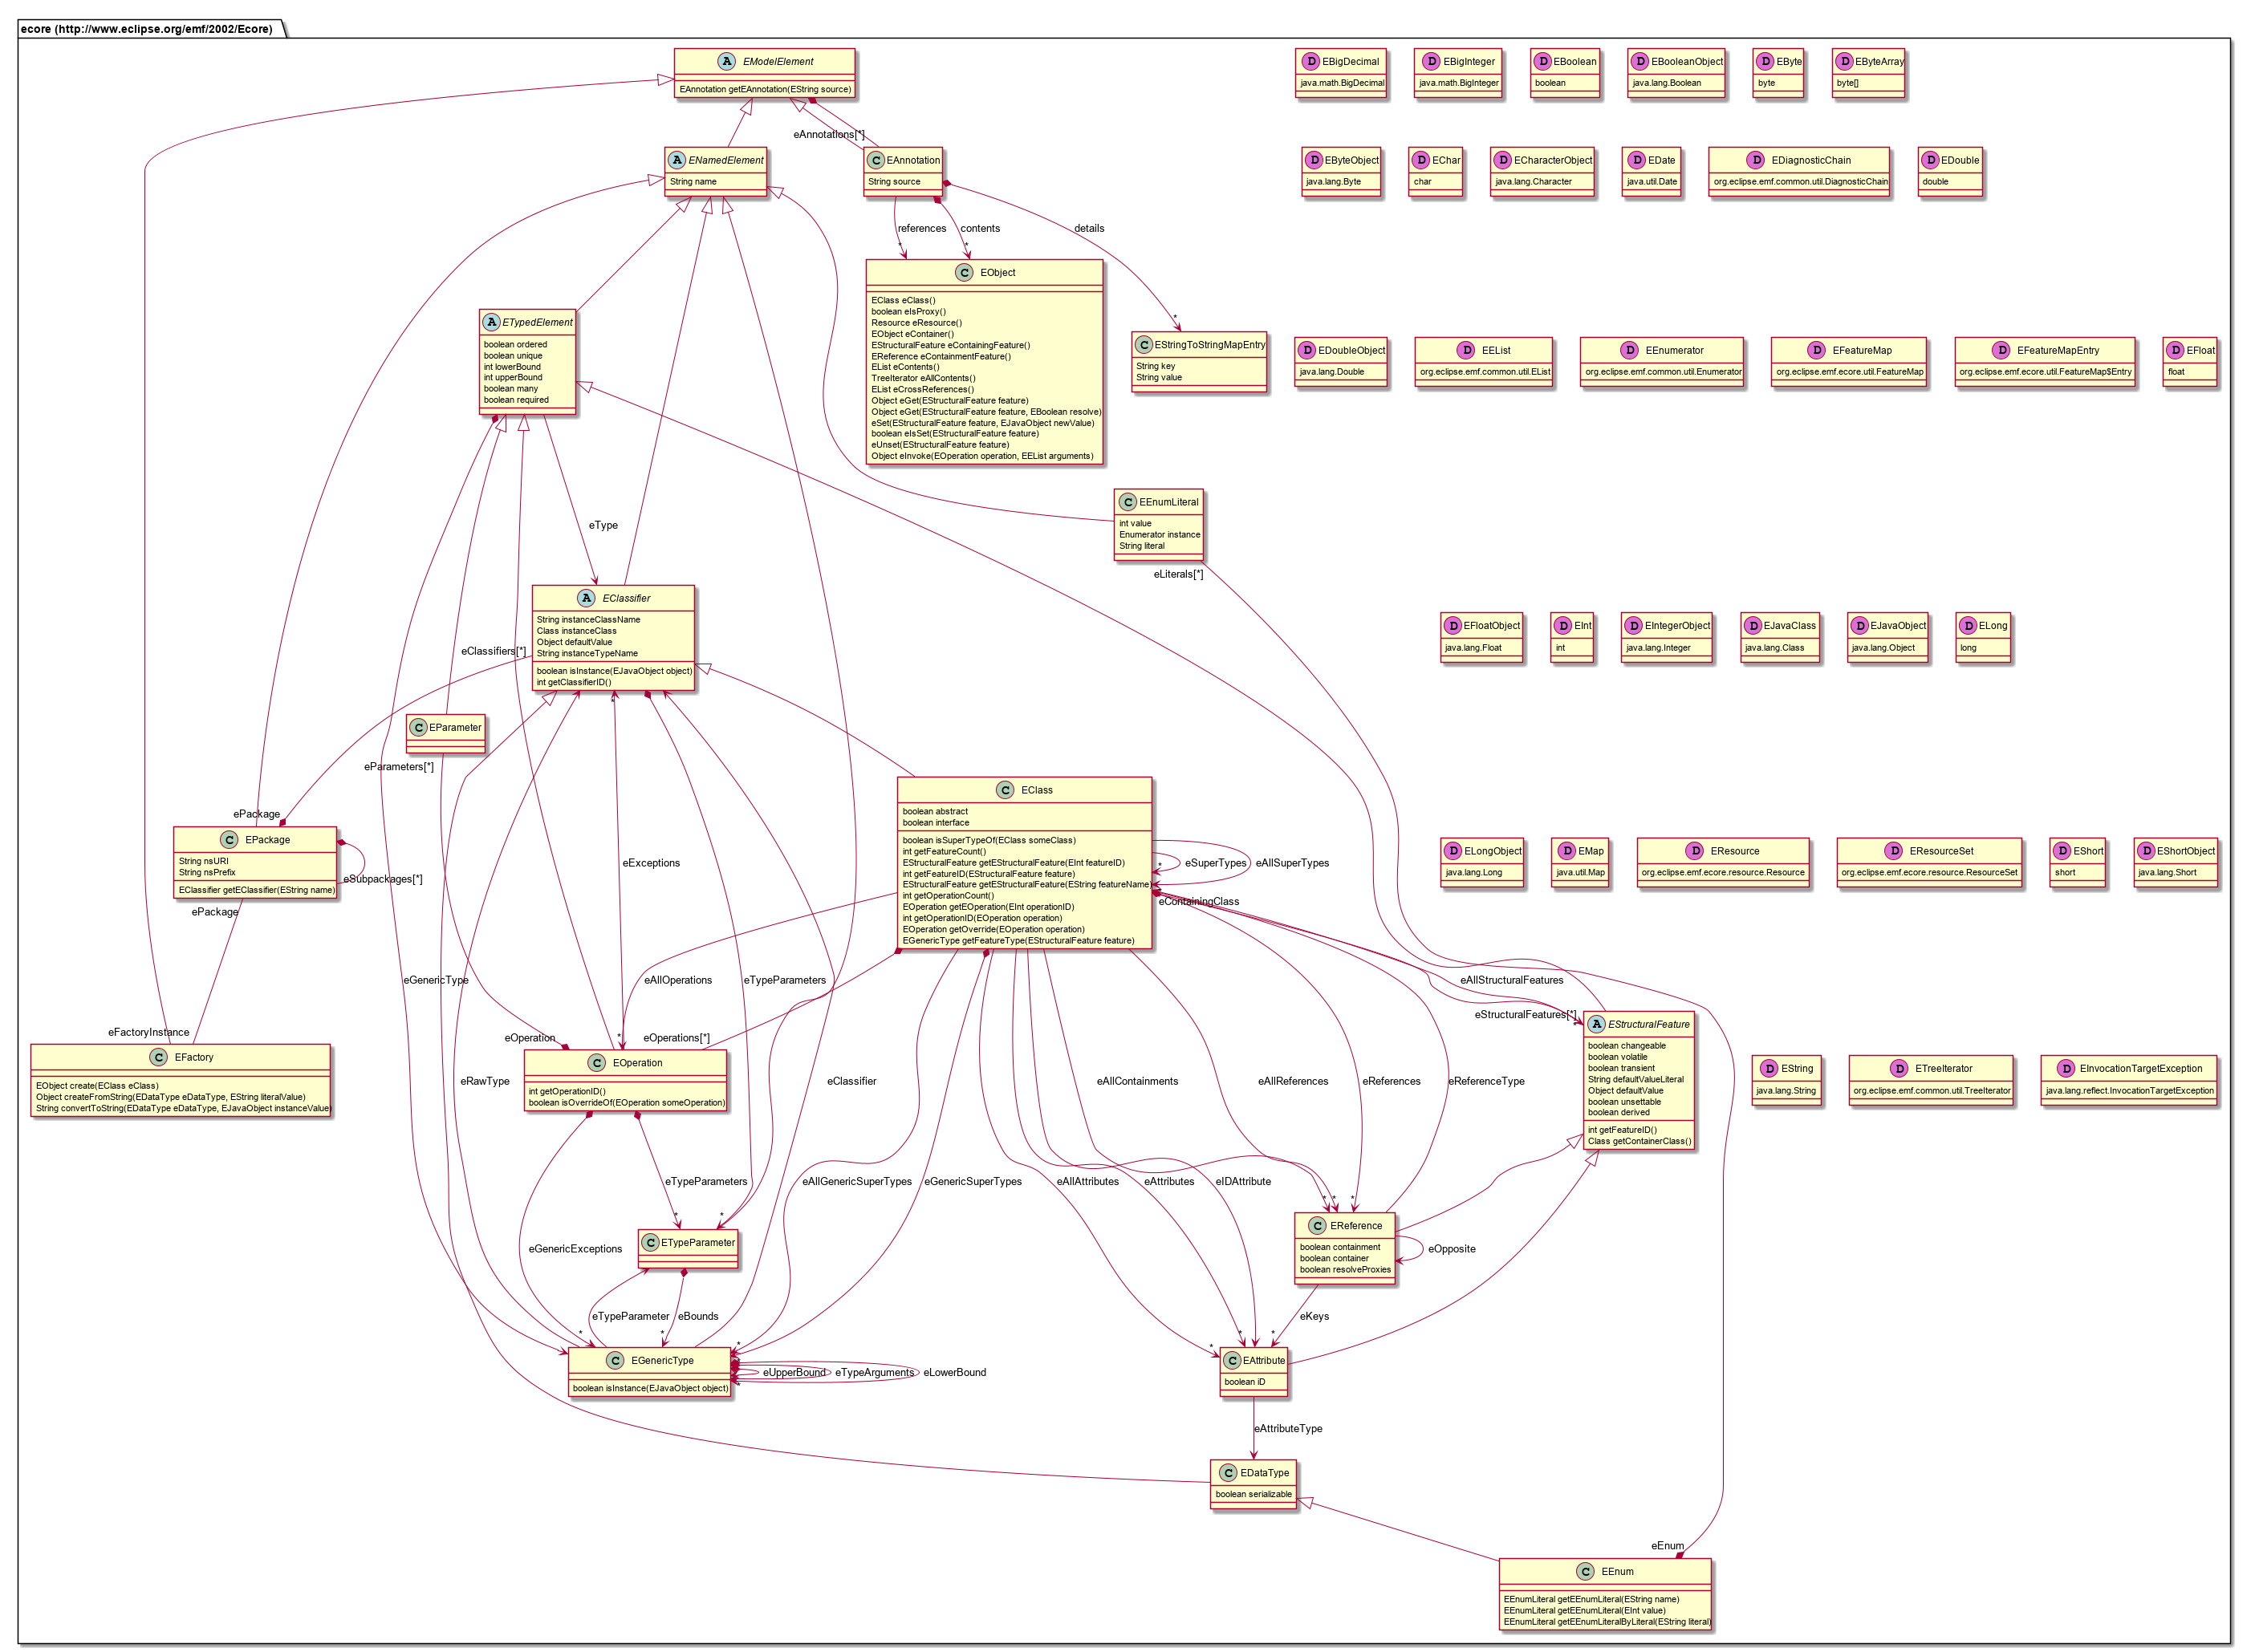 ecore (http://www.eclipse.org/emf/2002/Ecore)
A EModelElement
EAnnotation getEAnnotation(EString source)
D EBigDecimal
java.math.BigDecimal
D EBigInteger
java.math.BigInteger
D EBoolean
boolean
D EBooleanObject
java.lang.Boolean
D EByte
byte
D EByteArray
byte[]
eAnnotations[*]
A ENamedElement
String name
C EAnnotation
String source
D EByteObject
java.lang.Byte
D EChar
char
D ECharacterObject
java.lang.Character
D EDate
java.util.Date
D EDiagnosticChain
org.eclipse.emf.common.util.DiagnosticChain
D EDouble
double
references
*
contents
*
details
*
C EObject
EClass eClass()
boolean eIsProxy()
Resource eResource()
EObject eContainer()
EStructuralFeature eContainingFeature()
EReference eContainmentFeature()
EList eContents()
TreeIterator eAllContents()
EList eCrossReferences()
Object eGet(EStructuralFeature feature)
Object eGet(EStructuralFeature feature, EBoolean resolve)
eSet(EStructuralFeature feature, EJavaObject newValue)
boolean eIsSet(EStructuralFeature feature)
eUnset(EStructuralFeature feature)
Object eInvoke(EOperation operation, EEList arguments)
A ETypedElement
boolean ordered
boolean unique
int lowerBound
int upperBound
boolean many
boolean required
C EStringToStringMapEntry
String key
String value
D EDoubleObject
java.lang.Double
D EEList
org.eclipse.emf.common.util.EList
D EEnumerator
org.eclipse.emf.common.util.Enumerator
D EFeatureMap
org.eclipse.emf.ecore.util.FeatureMap
D EFeatureMapEntry
org.eclipse.emf.ecore.util.FeatureMap$Entry
D EFloat
float
C EEnumLiteral
int value
Enumerator instance
String literal
eType
eLiterals[*]
A EClassifier
String instanceClassName
Class instanceClass
Object defaultValue
String instanceTypeName
boolean isInstance(EJavaObject object)
int getClassifierID()
eClassifiers[*]
*
D EFloatObject
java.lang.Float
D EInt
int
D EIntegerObject
java.lang.Integer
D EJavaClass
java.lang.Class
D EJavaObject
java.lang.Object
D ELong
long
C EParameter
eParameters[*]
ePackage
C EPackage
String nsURI
String nsPrefix
EClassifier getEClassifier(EString name)
eSubpackages[*]
ePackage
eExceptions
C EClass
boolean abstract
boolean interface
boolean isSuperTypeOf(EClass someClass)
int getFeatureCount()
EStructuralFeature getEStructuralFeature(EInt featureID)
int getFeatureID(EStructuralFeature feature)
EStructuralFeature getEStructuralFeature(EString featureName)
int getOperationCount()
EOperation getEOperation(EInt operationID)
int getOperationID(EOperation operation)
EOperation getOverride(EOperation operation)
EGenericType getFeatureType(EStructuralFeature feature)
*
eSuperTypes
eAllSuperTypes
*
eContainingClass
D ELongObject
java.lang.Long
D EMap
java.util.Map
D EResource
org.eclipse.emf.ecore.resource.Resource
D EResourceSet
org.eclipse.emf.ecore.resource.ResourceSet
D EShort
short
D EShortObject
java.lang.Short
eGenericType
eAllOperations
eTypeParameters
eAllStructuralFeatures
eStructuralFeatures[*]
*
eFactoryInstance
eOperation
*
eOperations[*]
C EFactory
EObject create(EClass eClass)
Object createFromString(EDataType eDataType, EString literalValue)
String convertToString(EDataType eDataType, EJavaObject instanceValue)
C EOperation
int getOperationID()
boolean isOverrideOf(EOperation someOperation)
eRawType
eClassifier
eAllContainments
eAllReferences
eReferences
eReferenceType
A EStructuralFeature
boolean changeable
boolean volatile
boolean transient
String defaultValueLiteral
Object defaultValue
boolean unsettable
boolean derived
int getFeatureID()
Class getContainerClass()
D EString
java.lang.String
D ETreeIterator
org.eclipse.emf.common.util.TreeIterator
D EInvocationTargetException
java.lang.reflect.InvocationTargetException
eTypeParameters
*
*
eAllGenericSuperTypes
eGenericSuperTypes
eAllAttributes
eAttributes
eIDAttribute
*
*
*
C ETypeParameter
eGenericExceptions
C EReference
boolean containment
boolean container
boolean resolveProxies
eOpposite
eTypeParameter
eBounds
eKeys
*
*
*
*
*
*
C EGenericType
boolean isInstance(EJavaObject object)
*
eUpperBound
eTypeArguments
eLowerBound
*
C EAttribute
boolean iD
eAttributeType
C EDataType
boolean serializable
eEnum
C EEnum
EEnumLiteral getEEnumLiteral(EString name)
EEnumLiteral getEEnumLiteral(EInt value)
EEnumLiteral getEEnumLiteralByLiteral(EString literal)